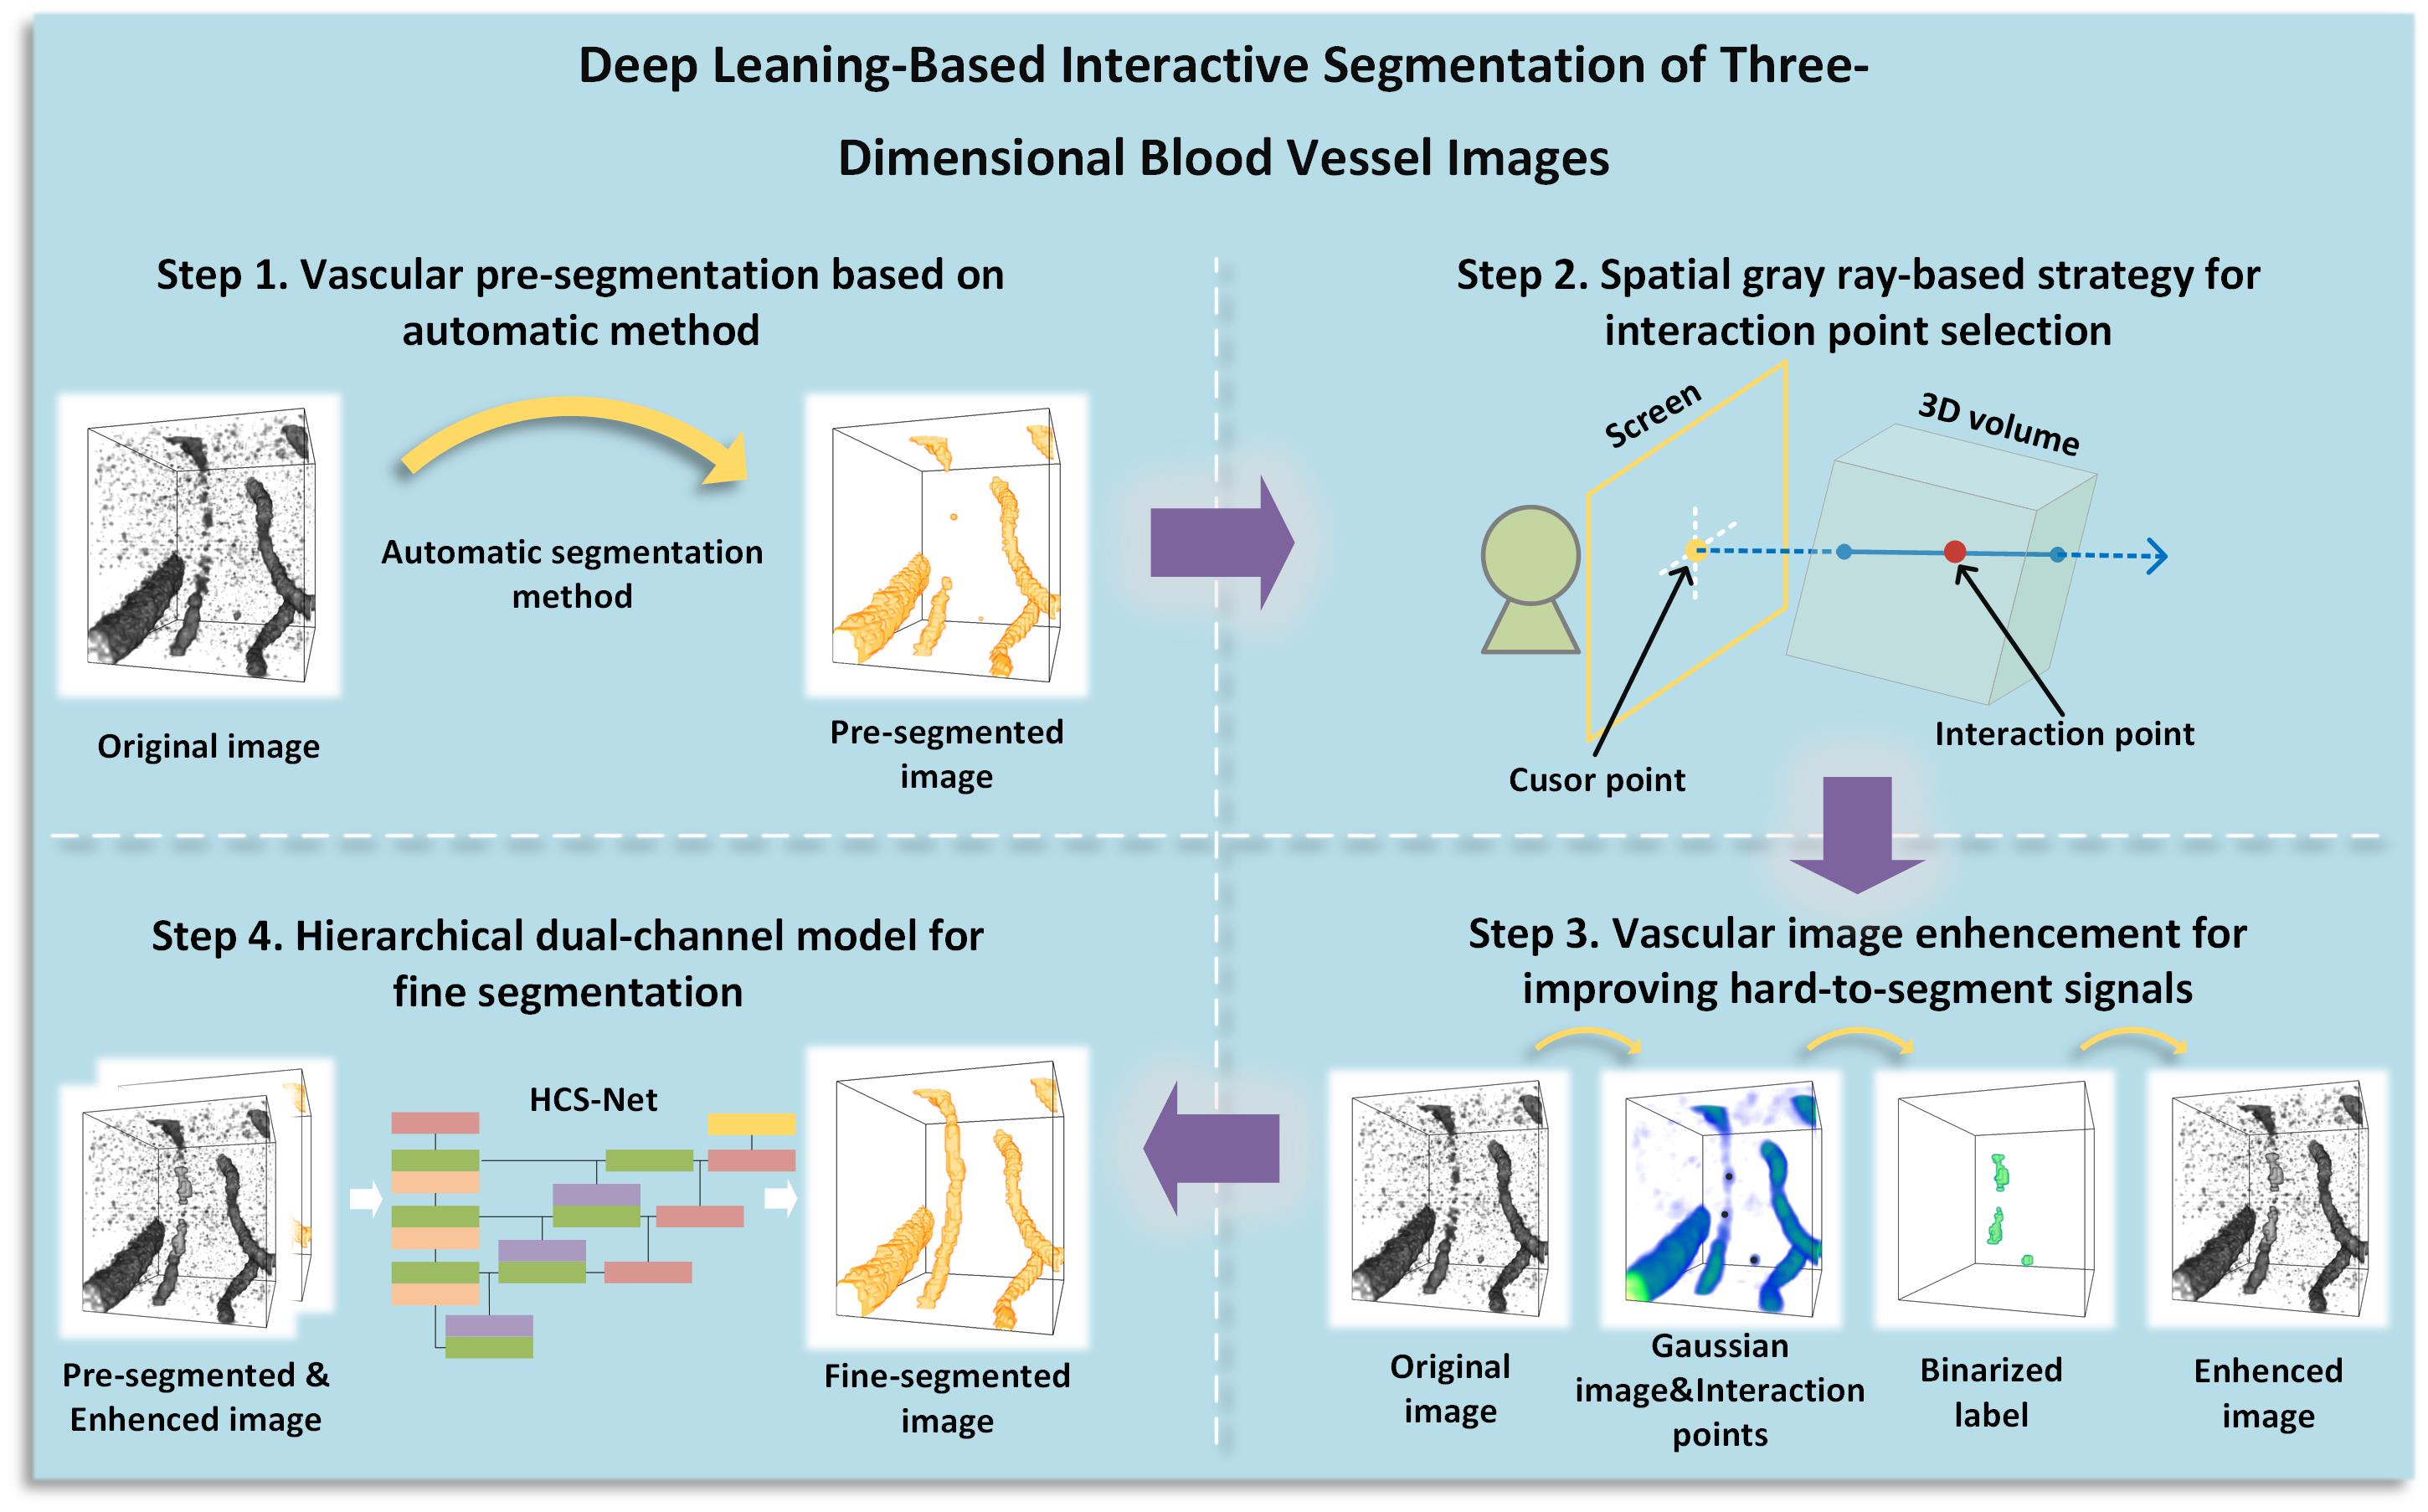 Deep Leaning-Based Interactive Segmentation of Three-
Dimensional Blood Vessel Images
Step 1. Vascular pre-segmentation based on
automatic method
Automatic segmentation
method
Original image
Pre-segmented
image
Step 2. Spatial gray ray-based strategy for
interaction point selection
Screen
3D volume
Interaction point
Cusor point
Step 3. Vascular image enhencement for
improving hard-to-segment signals
Original
image
Gaussian
image&Interaction
points
Binarized
label
Enhenced
image
Step 4. Hierarchical dual-channel model for
fine segmentation
HCS-Net
Pre-segmented &
Enhenced image
Fine-segmented
image